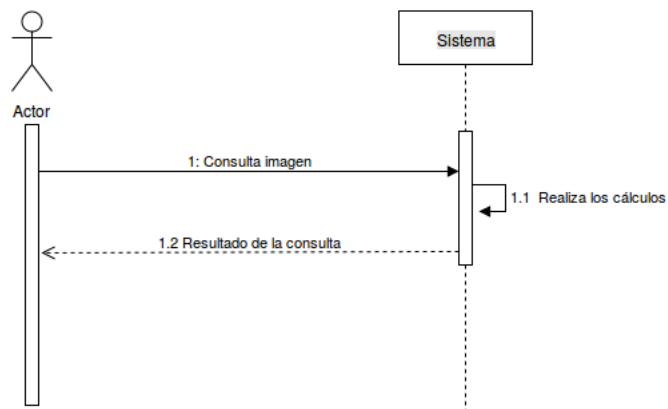 Sistema
Actor
1: Consulta imagen
1.1 Realiza los cálculos
1.2 Resultado de la consulta